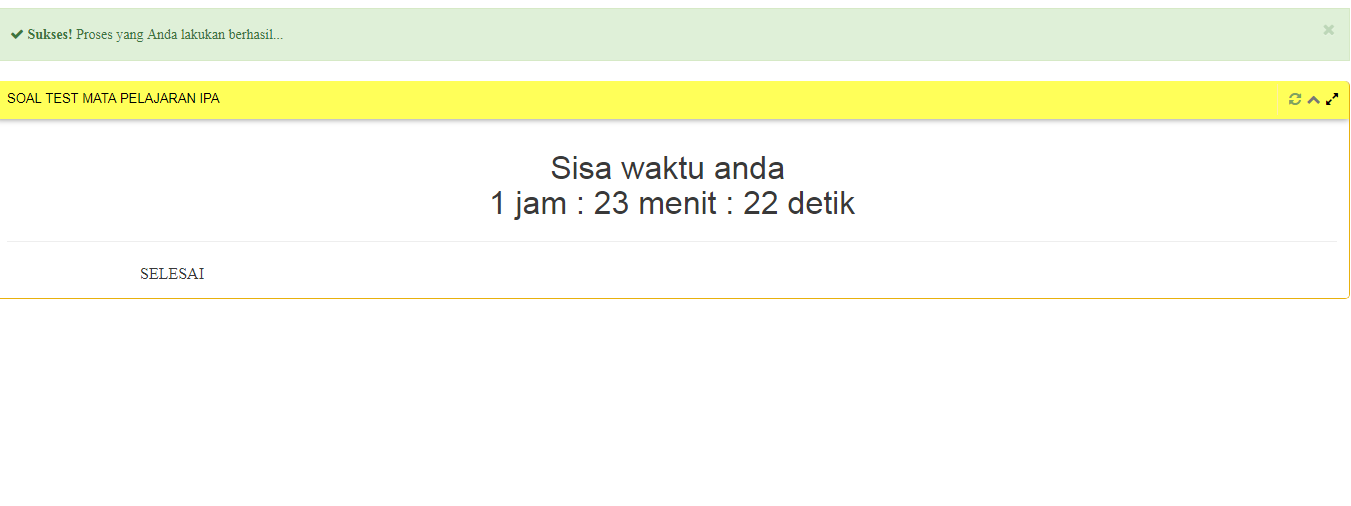 Sukses! Proses yang Anda lakukan berhasil...
SOAL TEST MATA PELAJARAN IPA
Sisa waktu anda
1 jam : 23 menit : 22 detik
SELESAI